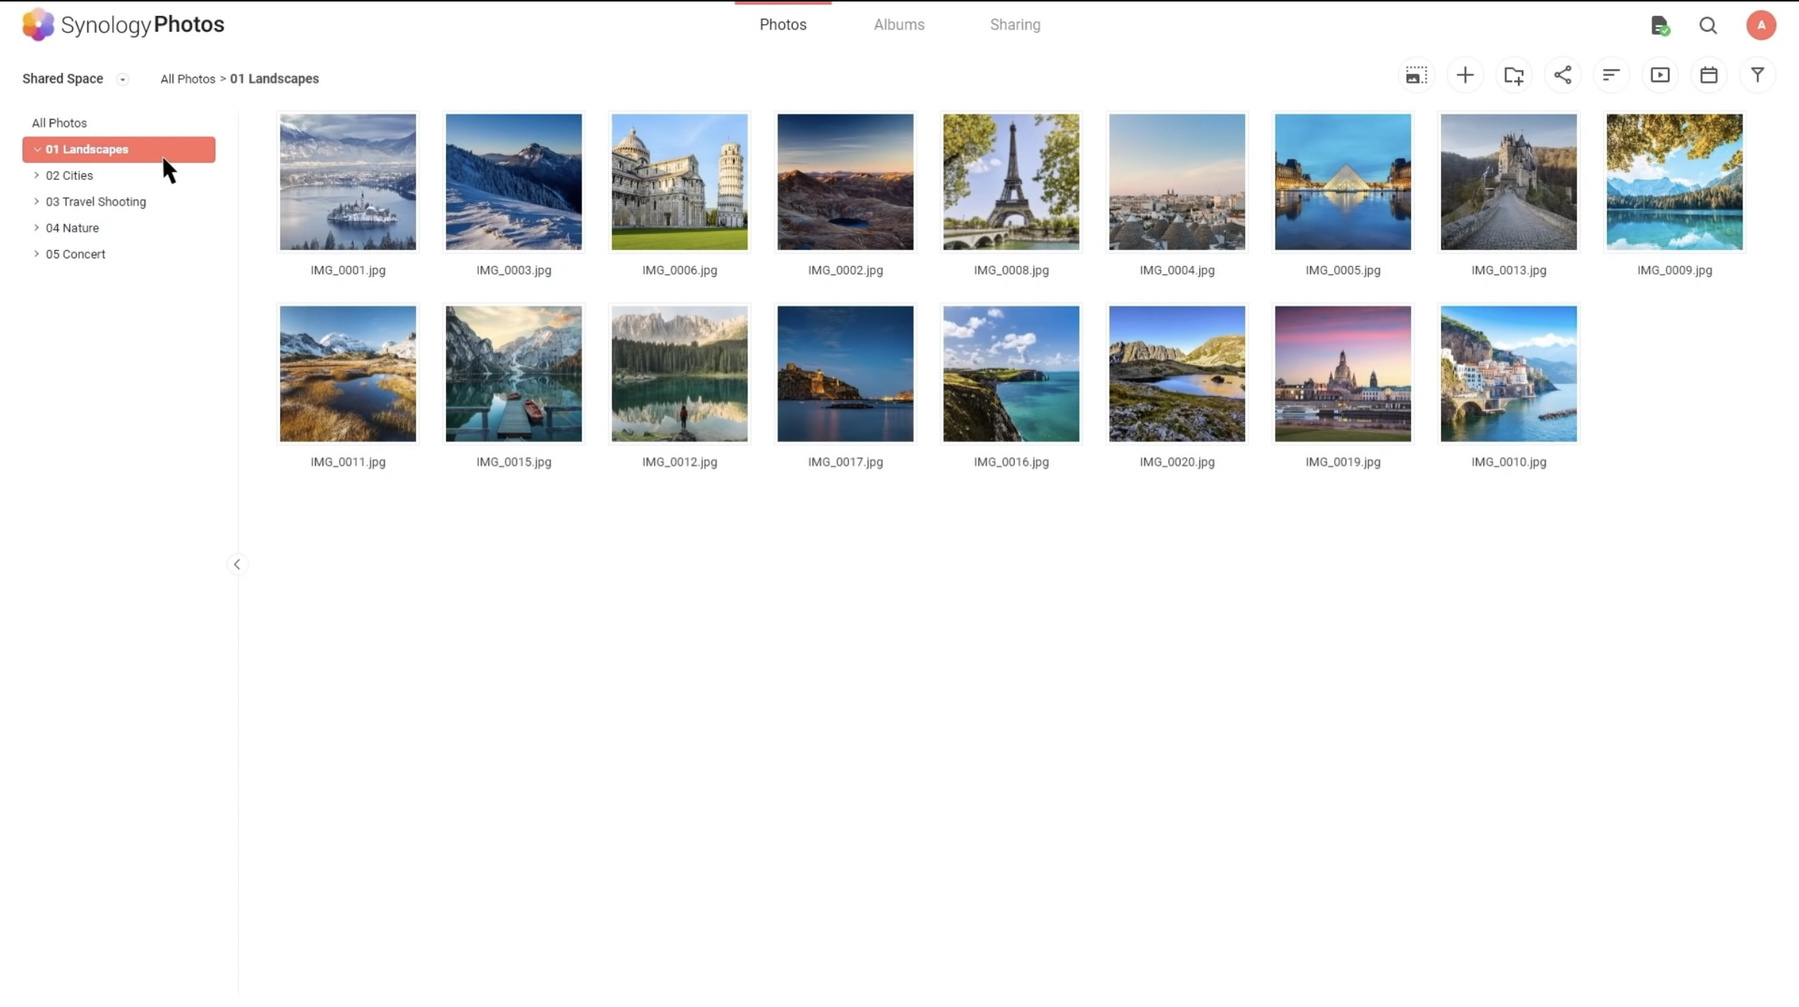 Synology Photos
Photos
Albums
Sharing
A
Shared Space
All Photos > 01 Landscapes
All Photos
01 Landscapes
02 Cities
03 Travel Shooting
04 Nature
05 Concert
IMG_0001.jpg
IMG_0003.jpg
IMG_0006.jpg
IMG_0002.jpg
IMG_0008.jpg
IMG_0004.jpg
IMG_0005.jpg
IMG_0013.jpg
IMG_0009.jpg
IMG_0011.jpg
IMG_0015.jpg
IMG_0012.jpg
IMG_0017.jpg
IMG_0016.jpg
IMG_0020.jpg
IMG_0019.jpg
IMG_0010.jpg